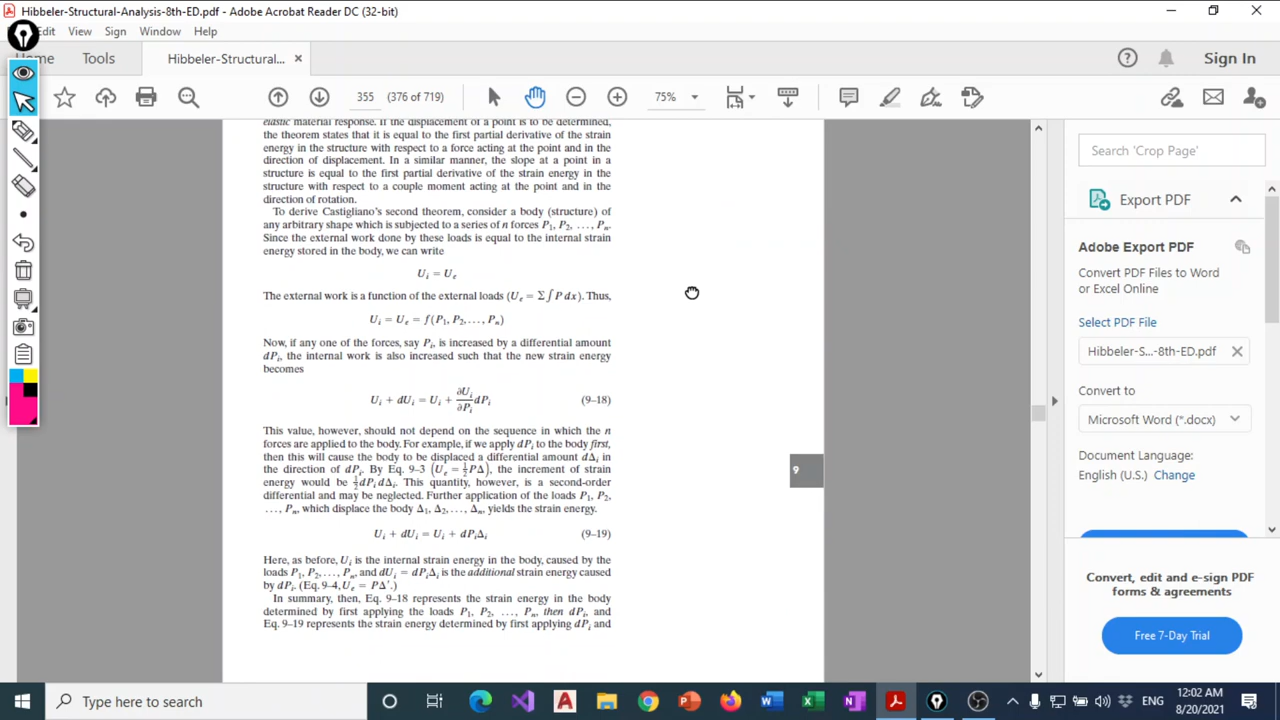 Hibbeler-Structural-Analysis-8th-ED.pdf - Adobe Acrobat Reader DC (32-bit)
Edit View Sign Window Help
Home Tools Hibbeler-Structural... Sign In
355 (376 of 719) 75%
elastic material response. If the displacement of a point is to be determined,
the theorem states that it is equal to the first partial derivative of the strain
energy in the structure with respect to a force acting at the point and in the
direction of displacement. In a similar manner, the slope at a point in a
structure is equal to the first partial derivative of the strain energy in the
structure with respect to a couple moment acting at the point and in the
direction of rotation.
To derive Castigliano's second theorem, consider a body (structure) of
any arbitrary shape which is subjected to a series of n forces P₁, P₂, …, Pₙ.
Since the external work done by these loads is equal to the internal strain
energy stored in the body, we can write
Uᵢ = Uₑ
The external work is a function of the external loads (Uₑ = Σ∫P dx). Thus,
Uᵢ = Uₑ = f(P₁, P₂,…, Pₙ)
Now, if any one of the forces, say Pᵢ, is increased by a differential amount
dPᵢ, the internal work is also increased such that the new strain energy
becomes
Uᵢ + dUᵢ = Uᵢ + ∂Uᵢ/∂Pᵢ dPᵢ (9–18)
This value, however, should not depend on the sequence in which the n
forces are applied to the body. For example, if we apply dPᵢ to the body first,
then this will cause the body to be displaced a differential amount dΔᵢ in
the direction of dPᵢ. By Eq. 9–3 (Uₑ = ½PΔ), the increment of strain
energy would be ½dPᵢ dΔᵢ. This quantity, however, is a second-order
differential and may be neglected. Further application of the loads P₁, P₂,
…, Pₙ, which displace the body Δ₁, Δ₂,…, Δₙ, yields the strain energy.
Uᵢ + dUᵢ = Uᵢ + dPᵢΔᵢ (9–19)
Here, as before, Uᵢ is the internal strain energy in the body, caused by the
loads P₁, P₂,…, Pₙ, and dUᵢ = dPᵢΔᵢ is the additional strain energy caused
by dPᵢ. (Eq. 9–4, Uₑ = PΔ′.)
In summary, then, Eq. 9–18 represents the strain energy in the body
determined by first applying the loads P₁, P₂, …, Pₙ, then dPᵢ, and
Eq. 9–19 represents the strain energy determined by first applying dPᵢ and
9
Search 'Crop Page'
Export PDF
Adobe Export PDF
Convert PDF Files to Word
or Excel Online
Select PDF File
Hibbeler-S...-8th-ED.pdf
Convert to
Microsoft Word (*.docx)
Document Language:
English (U.S.) Change
Convert, edit and e-sign PDF
forms & agreements
Free 7-Day Trial
Type here to search
ENG
12:02 AM
8/20/2021